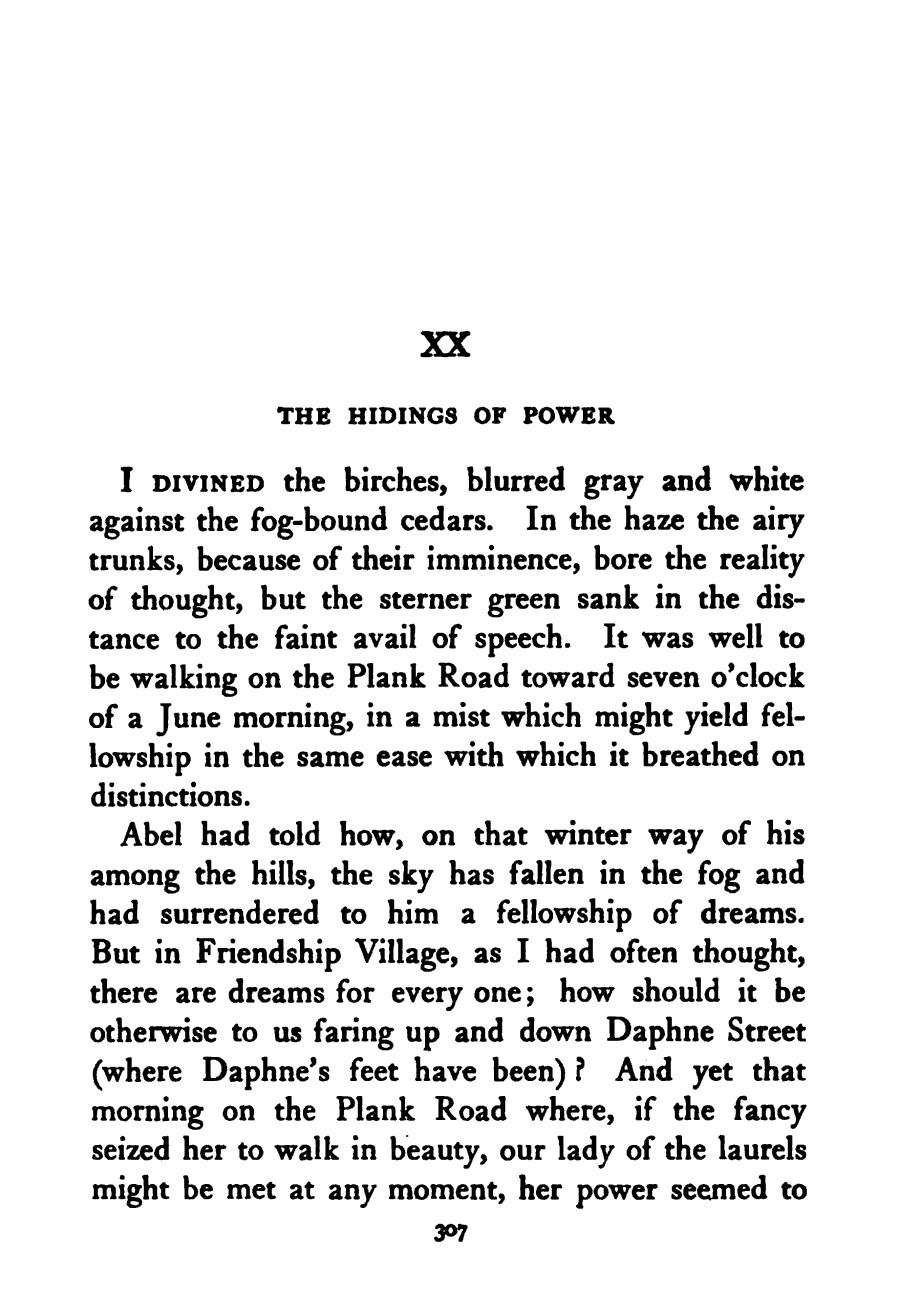 XX
THE HIDINGS OF POWER
I DIVINED the birches, blurred gray and white
against the fog-bound cedars. In the haze the airy
trunks, because of their imminence, bore the reality
of thought, but the sterner green sank in the dis-
tance to the faint avail of speech. It was well to
be walking on the Plank Road toward seven o'clock
of a June morning, in a mist which might yield fel-
lowship in the same ease with which it breathed on
distinctions.
Abel had told how, on that winter way of his
among the hills, the sky has fallen in the fog and
had surrendered to him a fellowship of dreams.
But in Friendship Village, as I had often thought,
there are dreams for every one; how should it be
otherwise to us faring up and down Daphne Street
(where Daphne's feet have been)? And yet that
morning on the Plank Road where, if the fancy
seized her to walk in beauty, our lady of the laurels
might be met at any moment, her power seemed to
307